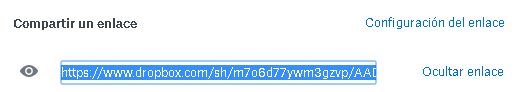 Compartir un enlace
Configuración del enlace
https://www.dropbox.com/sh/m7o6d77ywm3gzvp/AAD
Ocultar enlace